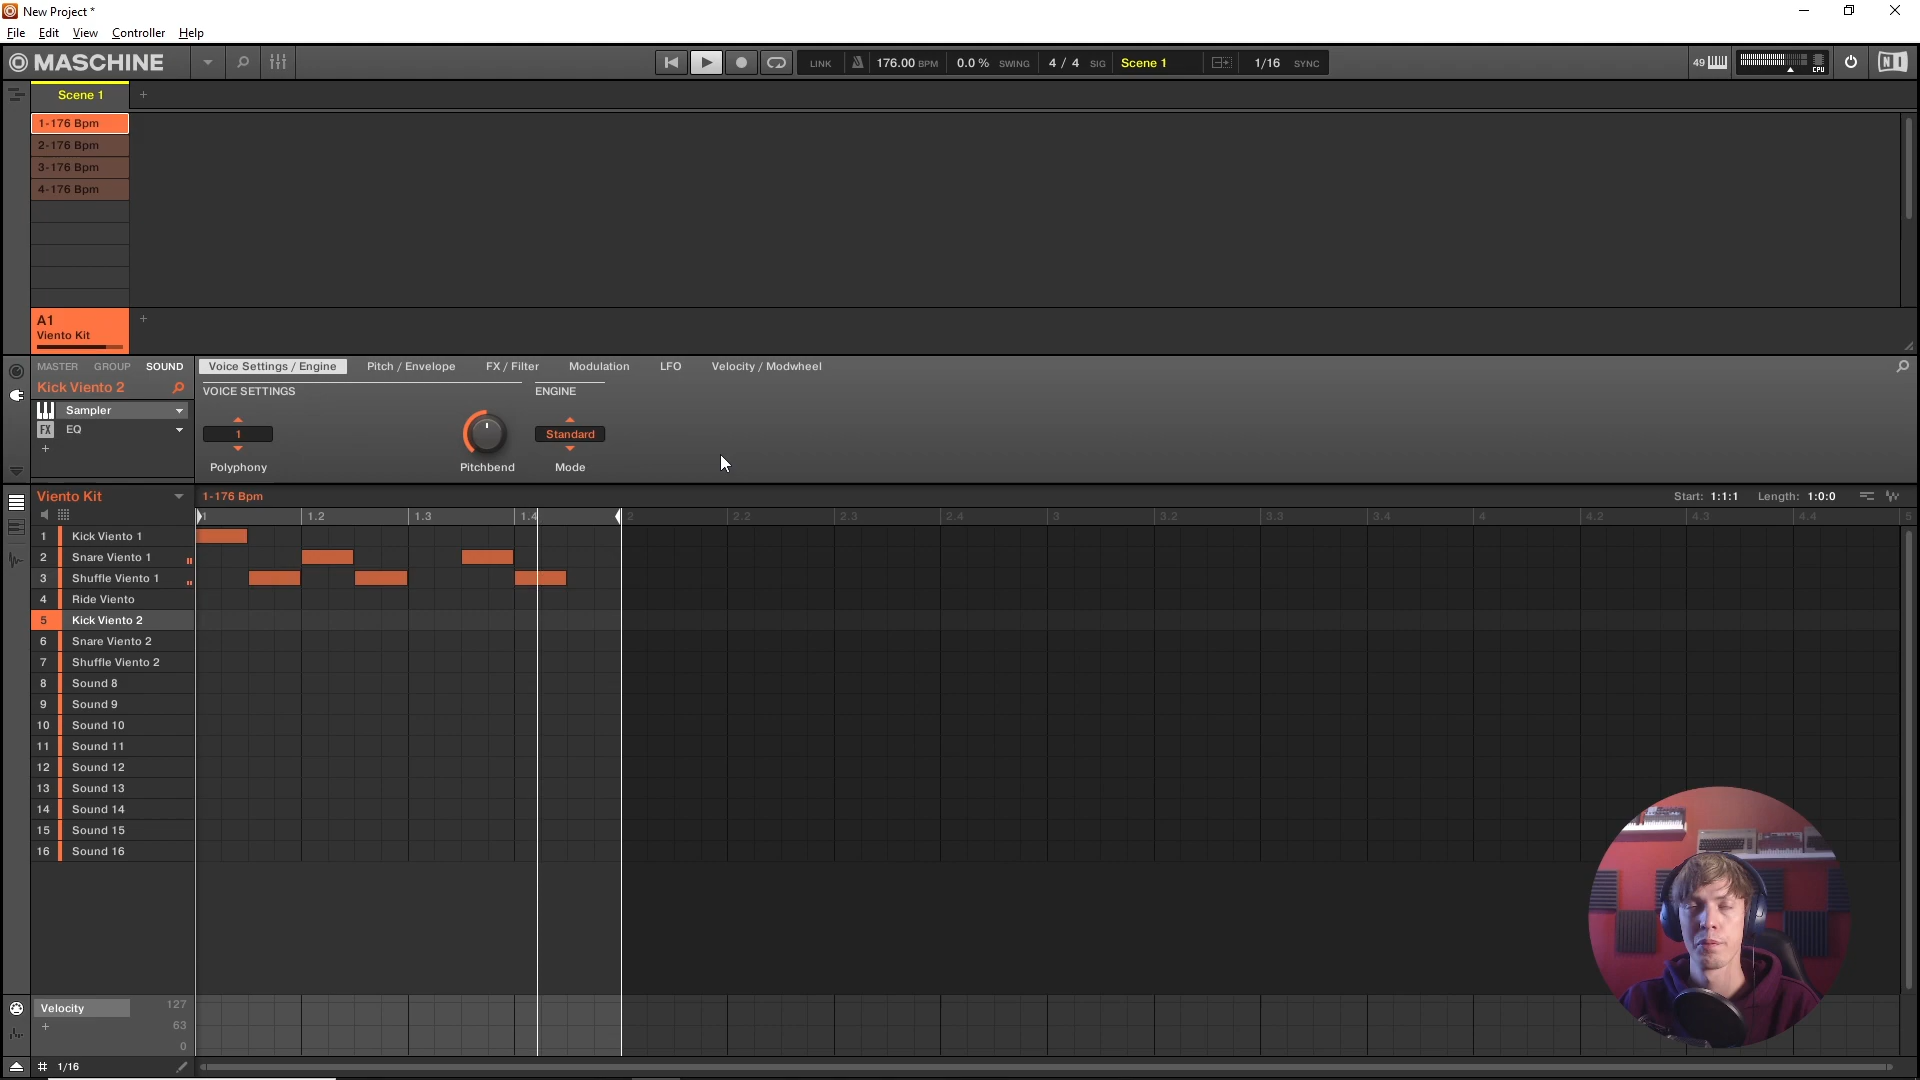 New Project *
File Edit View Controller Help
MASCHINE
LINK 176.00 BPM 0.0 % SWING 4 / 4 SIG Scene 1 1/16 SYNC
49 CPU NI
Scene 1 +
1-176 Bpm
2-176 Bpm
3-176 Bpm
4-176 Bpm
A1 +
Viento Kit
MASTER GROUP SOUND
Kick Viento 2
Sampler
FX EQ
+
Voice Settings / Engine Pitch / Envelope FX / Filter Modulation LFO Velocity / Modwheel
VOICE SETTINGS ENGINE
1 Standard
Polyphony Pitchbend Mode
Viento Kit
1-176 Bpm Start: 1:1:1 Length: 1:0:0
1 1.2 1.3 1.4 2 2.2 2.3 2.4 3 3.2 3.3 3.4 4 4.2 4.3 4.4 5
1 Kick Viento 1
2 Snare Viento 1
3 Shuffle Viento 1
4 Ride Viento
5 Kick Viento 2
6 Snare Viento 2
7 Shuffle Viento 2
8 Sound 8
9 Sound 9
10 Sound 10
11 Sound 11
12 Sound 12
13 Sound 13
14 Sound 14
15 Sound 15
16 Sound 16
Velocity 127
+ 63
0
# 1/16